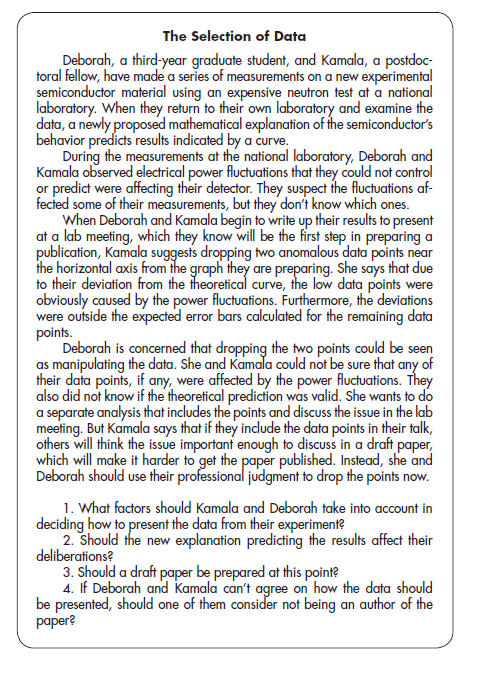 The Selection of Data
Deborah, a third-year graduate student, and Kamala, a postdoc-
toral fellow, have made a series of measurements on a new experimental
semiconductor material using an expensive neutron test at a national
laboratory. When they return to their own laboratory and examine the
data, a newly proposed mathematical explanation of the semiconductor’s
behavior predicts results indicated by a curve.
During the measurements at the national laboratory, Deborah and
Kamala observed electrical power fluctuations that they could not control
or predict were affecting their detector. They suspect the fluctuations af-
fected some of their measurements, but they don’t know which ones.
When Deborah and Kamala begin to write up their results to present
at a lab meeting, which they know will be the first step in preparing a
publication, Kamala suggests dropping two anomalous data points near
the horizontal axis from the graph they are preparing. She says that due
to their deviation from the theoretical curve, the low data points were
obviously caused by the power fluctuations. Furthermore, the deviations
were outside the expected error bars calculated for the remaining data
points.
Deborah is concerned that dropping the two points could be seen
as manipulating the data. She and Kamala could not be sure that any of
their data points, if any, were affected by the power fluctuations. They
also did not know if the theoretical prediction was valid. She wants to do
a separate analysis that includes the points and discuss the issue in the lab
meeting. But Kamala says that if they include the data points in their talk,
others will think the issue important enough to discuss in a draft paper,
which will make it harder to get the paper published. Instead, she and
Deborah should use their professional judgment to drop the points now.
1. What factors should Kamala and Deborah take into account in
deciding how to present the data from their experiment?
2. Should the new explanation predicting the results affect their
deliberations?
3. Should a draft paper be prepared at this point?
4. If Deborah and Kamala can’t agree on how the data should
be presented, should one of them consider not being an author of the
paper?